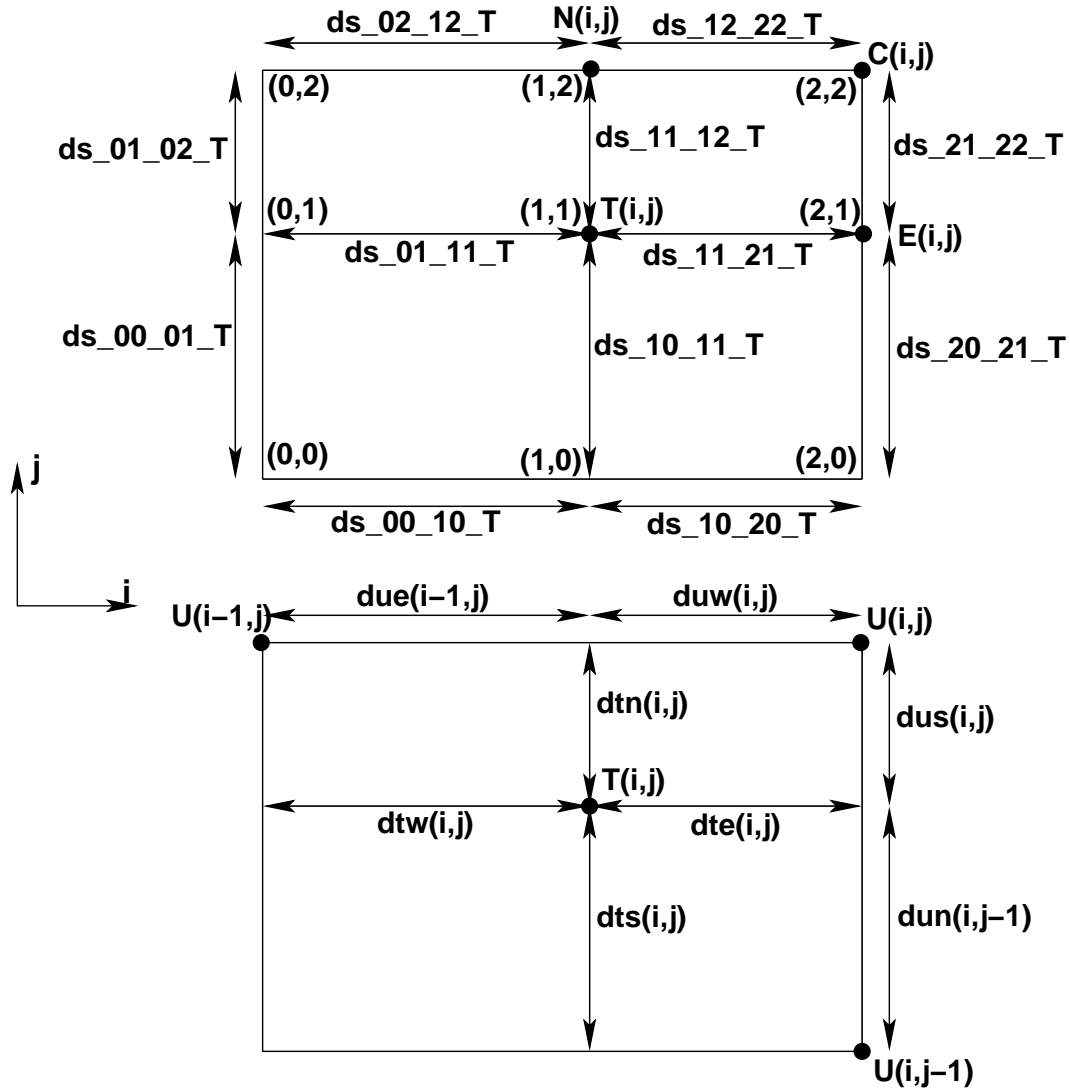 N(i,j)
ds_02_12_T
ds_12_22_T
C(i,j)
(0,2)
(1,2)
(2,2)
ds_01_02_T
ds_11_12_T
ds_21_22_T
(0,1)
(1,1)
T(i,j)
(2,1)
E(i,j)
ds_01_11_T
ds_11_21_T
ds_00_01_T
ds_10_11_T
ds_20_21_T
(0,0)
(1,0)
(2,0)
j
ds_00_10_T
ds_10_20_T
i
due(i−1,j)
duw(i,j)
U(i−1,j)
U(i,j)
dtn(i,j)
dus(i,j)
T(i,j)
dtw(i,j)
dte(i,j)
dts(i,j)
dun(i,j−1)
U(i,j−1)